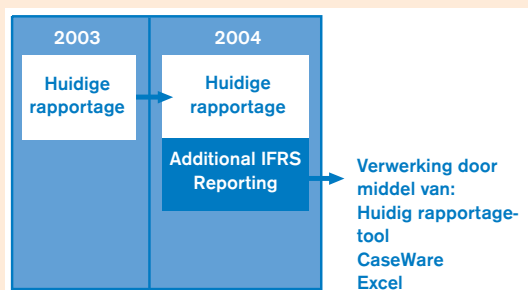 2003
2004
Huidige
rapportage
Huidige
rapportage
Additional IFRS
Reporting
Verwerking door
middel van:
Huidig rapportage-
tool
CaseWare
Excel